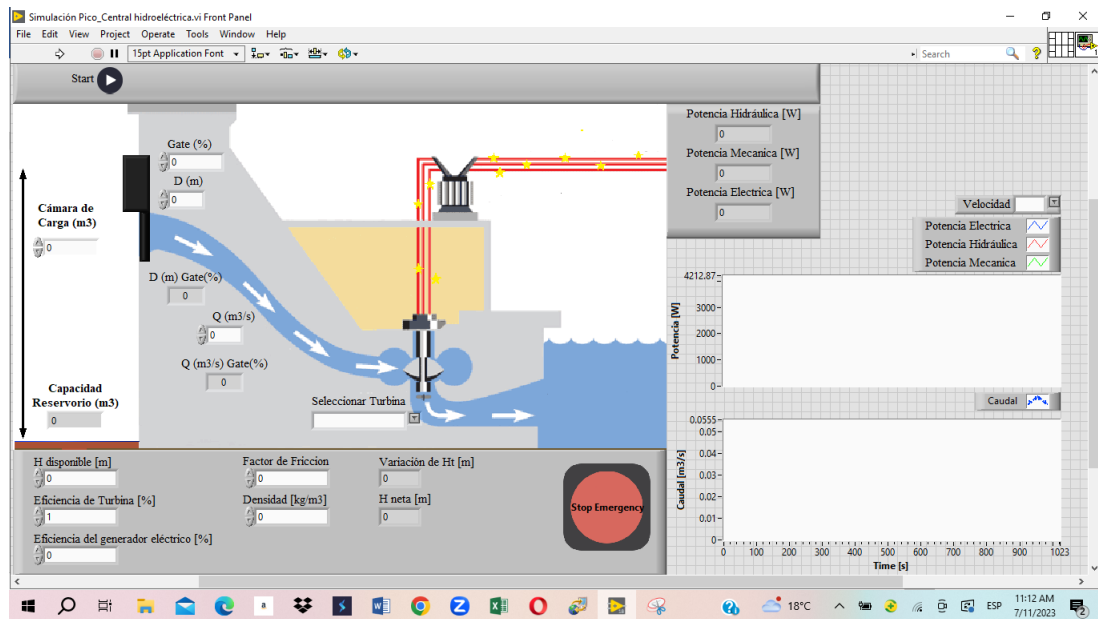 Simulación Pico_Central hidroeléctrica.vi Front Panel
File Edit View Project Operate Tools Window Help
15pt Application Font
Search
Start
Gate (%)
0
D (m)
0
Cámara de
Carga (m3)
0
D (m) Gate(%)
0
Q (m3/s)
0
Q (m3/s) Gate(%)
0
Capacidad
Reservorio (m3)
0
Seleccionar Turbina
Potencia Hidráulica [W]
0
Potencia Mecanica [W]
0
Potencia Electrica [W]
0
Velocidad
Potencia Electrica
Potencia Hidráulica
Potencia Mecanica
4212.87
3000
2000
1000
0
Potencia [W]
Caudal
0.0555
0.05
0.04
0.03
0.02
0.01
0
Caudal [m3/s]
0 100 200 300 400 500 600 700 800 900 1023
Time [s]
H disponible [m]
0
Eficiencia de Turbina [%]
1
Eficiencia del generador eléctrico [%]
0
Factor de Friccion
0
Densidad [kg/m3]
0
Variación de Ht [m]
0
H neta [m]
0
Stop Emergency
18°C
ESP
11:12 AM
7/11/2023
2